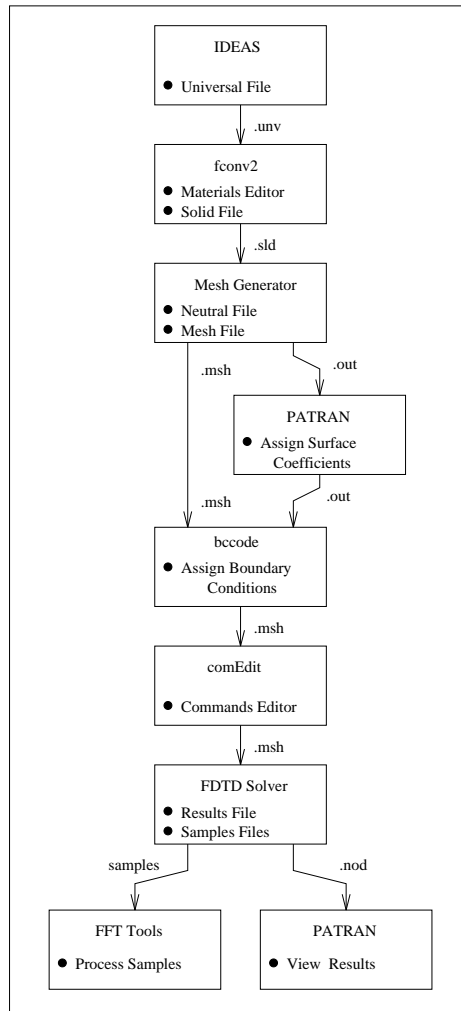 IDEAS
● Universal File
.unv
fconv2
● Materials Editor
● Solid File
.sld
Mesh Generator
● Neutral File
● Mesh File
.msh
.out
PATRAN
● Assign Surface
Coefficients
.msh
.out
bccode
● Assign Boundary
Conditions
.msh
comEdit
● Commands Editor
.msh
FDTD Solver
● Results File
● Samples Files
samples
.nod
FFT Tools
● Process Samples
PATRAN
● View Results